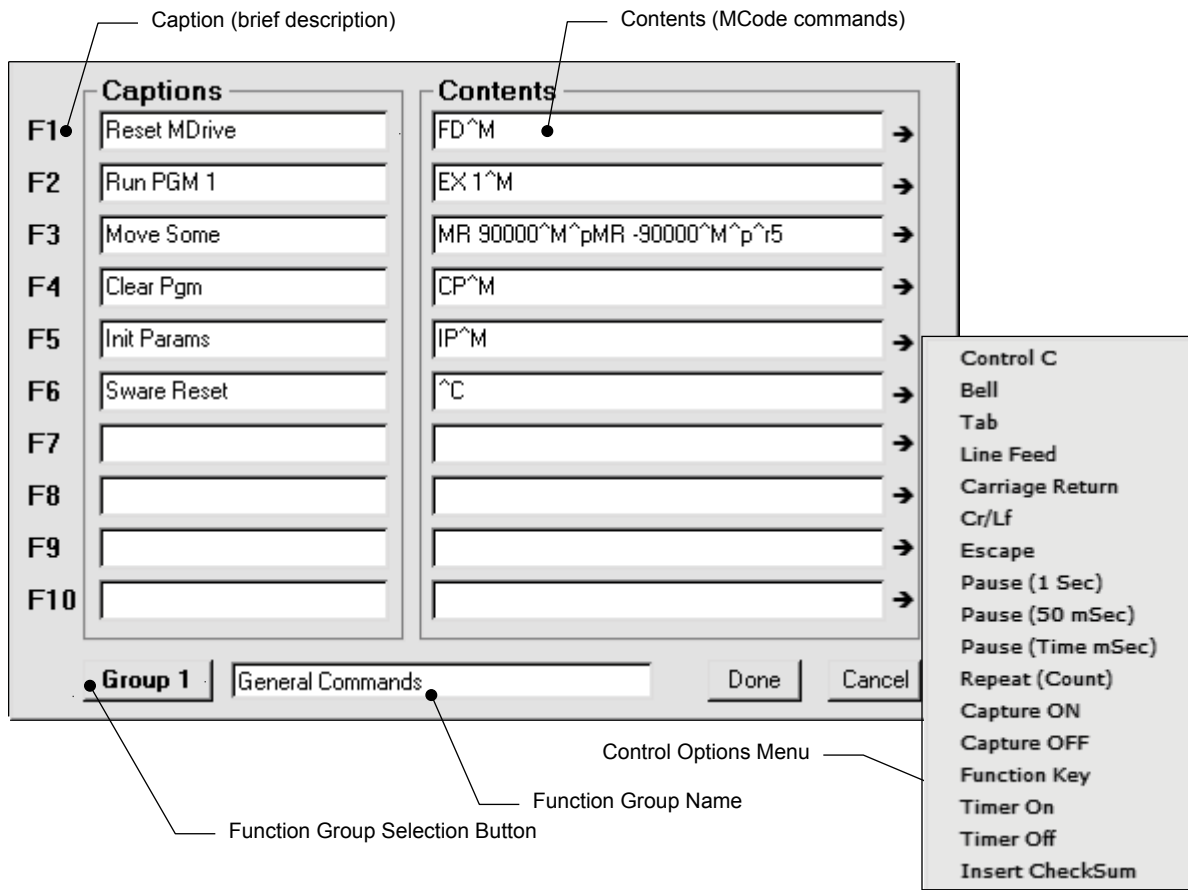 Caption (brief description)
Contents (MCode commands)
Captions
Contents
F1
Reset MDrive
FD^M
F2
Run PGM 1
EX 1^M
F3
Move Some
MR 90000^M^pMR -90000^M^p^r5
F4
Clear Pgm
CP^M
F5
Init Params
IP^M
F6
Sware Reset
^C
F7
F8
F9
F10
Group 1
General Commands
Done
Cancel
Control C
Bell
Tab
Line Feed
Carriage Return
Cr/Lf
Escape
Pause (1 Sec)
Pause (50 mSec)
Pause (Time mSec)
Repeat (Count)
Capture ON
Capture OFF
Function Key
Timer On
Timer Off
Insert CheckSum
Control Options Menu
Function Group Name
Function Group Selection Button